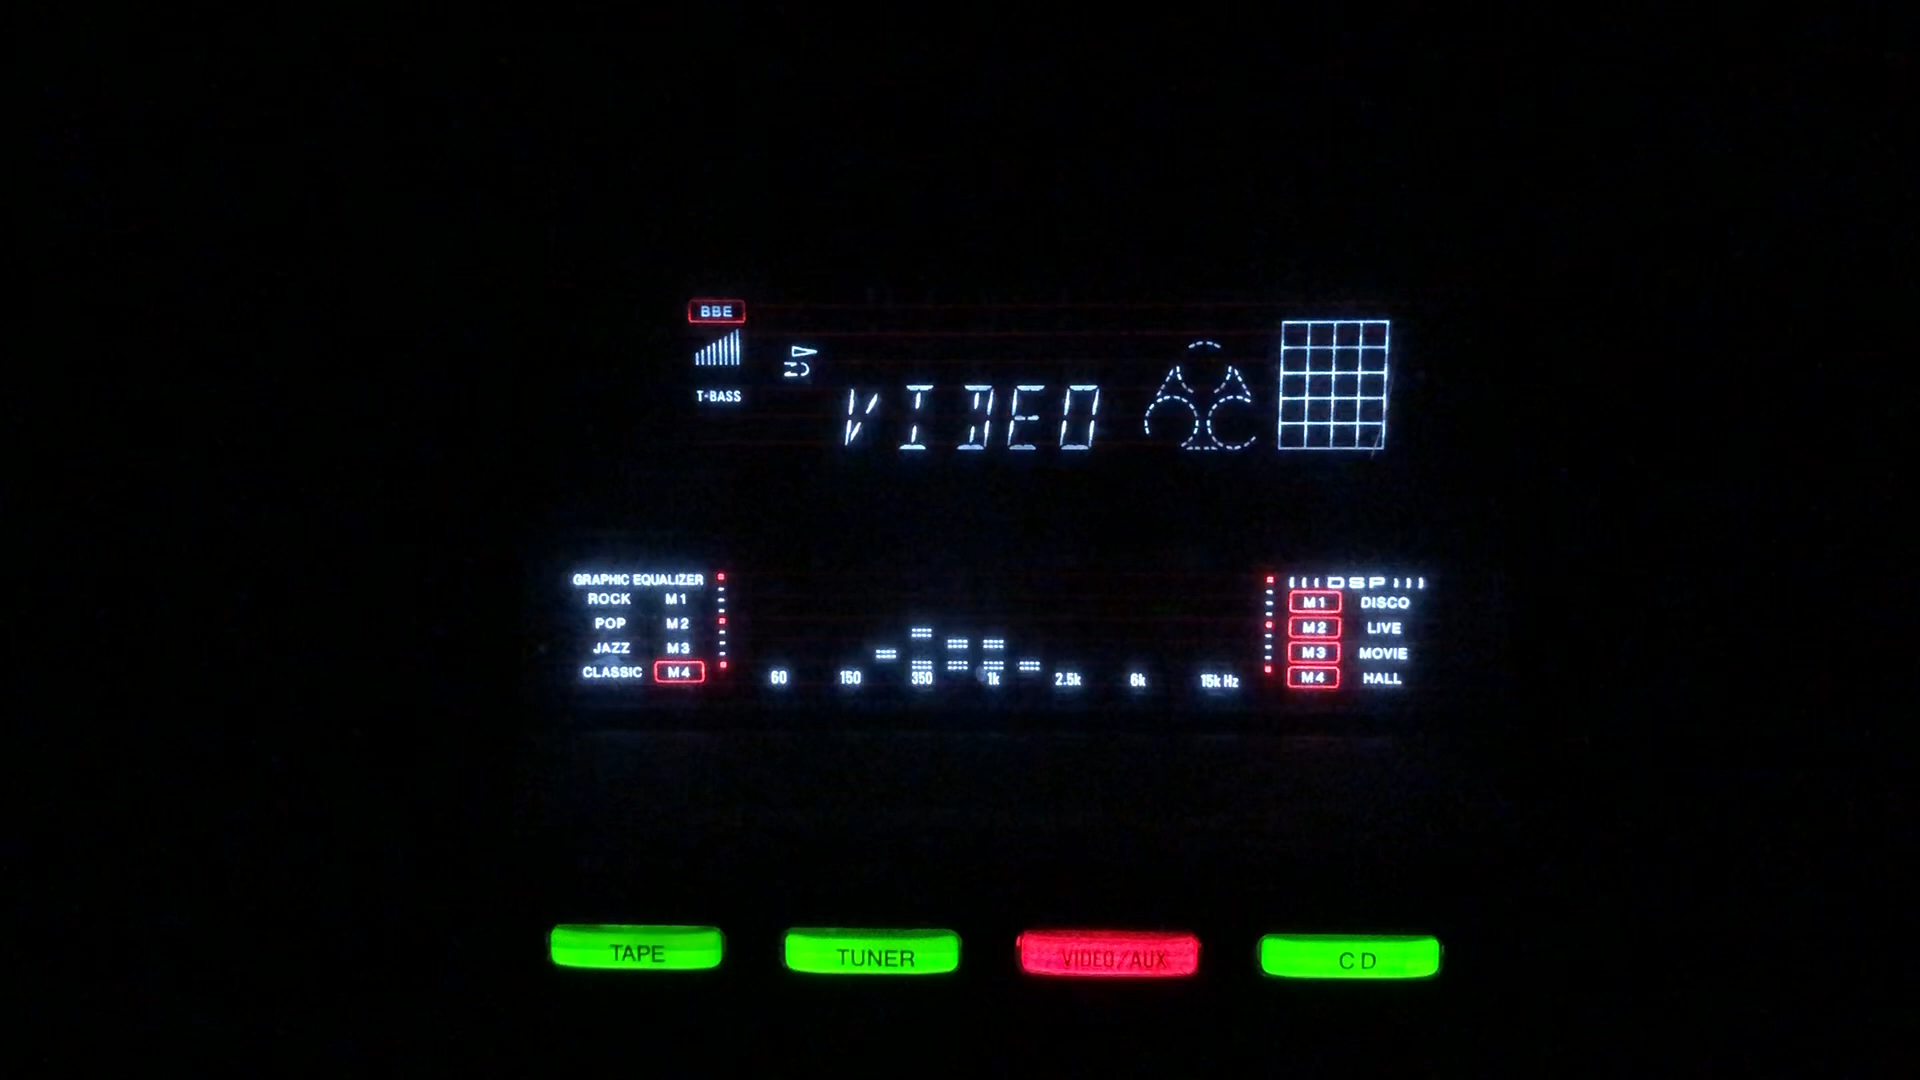 BBE
T-BASS
VIDEO
GRAPHIC EQUALIZER
ROCK M1
POP M2
JAZZ M3
CLASSIC M4
60 150 350 1k 2.5k 6k 15k Hz
DSP
M1 DISCO
M2 LIVE
M3 MOVIE
M4 HALL
TAPE
TUNER
VIDEO/AUX
CD